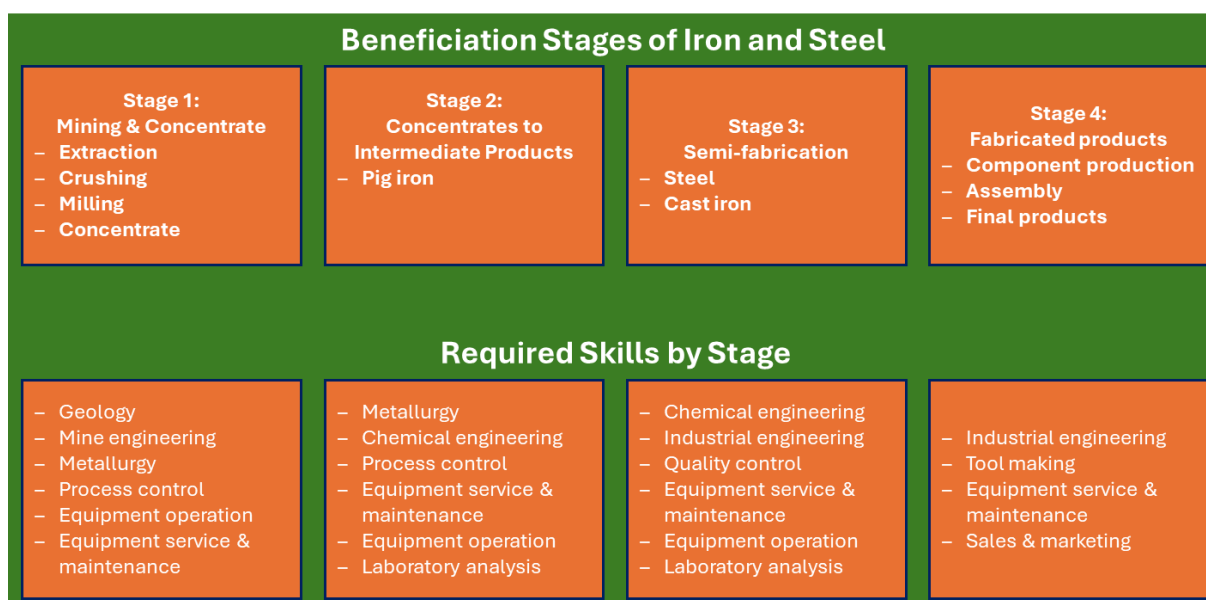 Beneficiation Stages of Iron and Steel
Stage 1:
Mining & Concentrate
– Extraction
– Crushing
– Milling
– Concentrate
Stage 2:
Concentrates to
Intermediate Products
– Pig iron
Stage 3:
Semi-fabrication
– Steel
– Cast iron
Stage 4:
Fabricated products
– Component production
– Assembly
– Final products
Required Skills by Stage
– Geology
– Mine engineering
– Metallurgy
– Process control
– Equipment operation
– Equipment service &
maintenance
– Metallurgy
– Chemical engineering
– Process control
– Equipment service &
maintenance
– Equipment operation
– Laboratory analysis
– Chemical engineering
– Industrial engineering
– Quality control
– Equipment service &
maintenance
– Equipment operation
– Laboratory analysis
– Industrial engineering
– Tool making
– Equipment service &
maintenance
– Sales & marketing